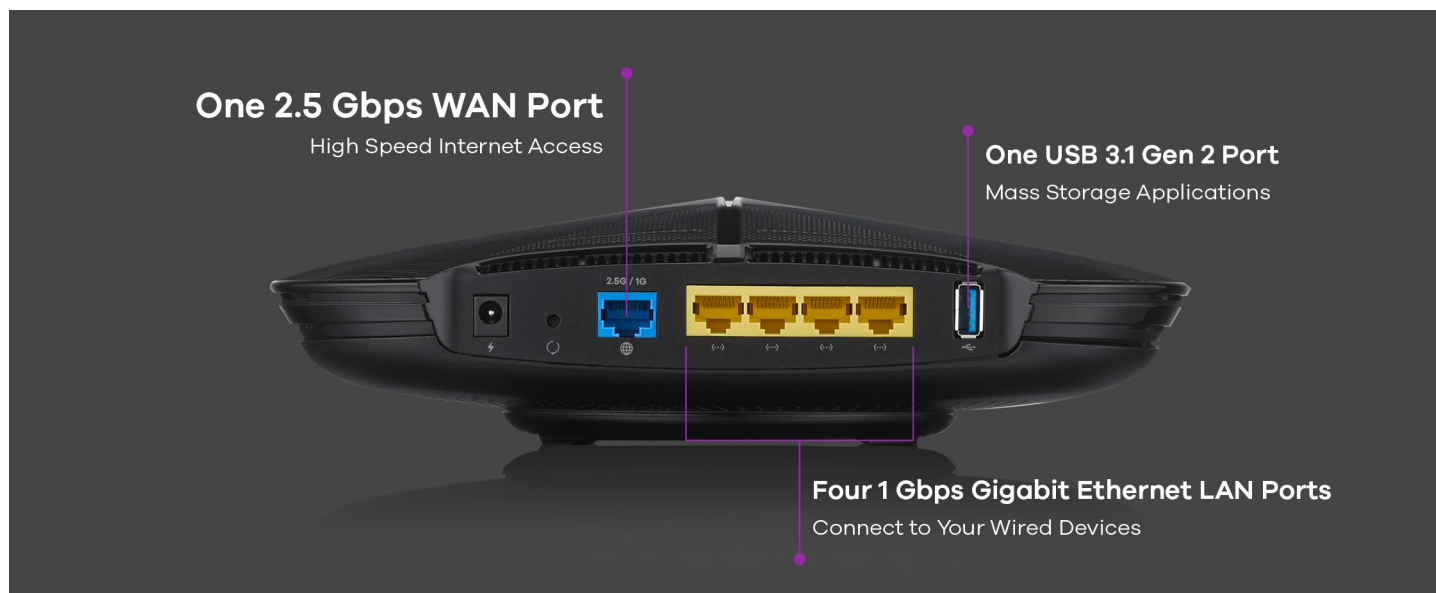 One 2.5 Gbps WAN Port
High Speed Internet Access
One USB 3.1 Gen 2 Port
Mass Storage Applications
2.5G / 1G
Four 1 Gbps Gigabit Ethernet LAN Ports
Connect to Your Wired Devices